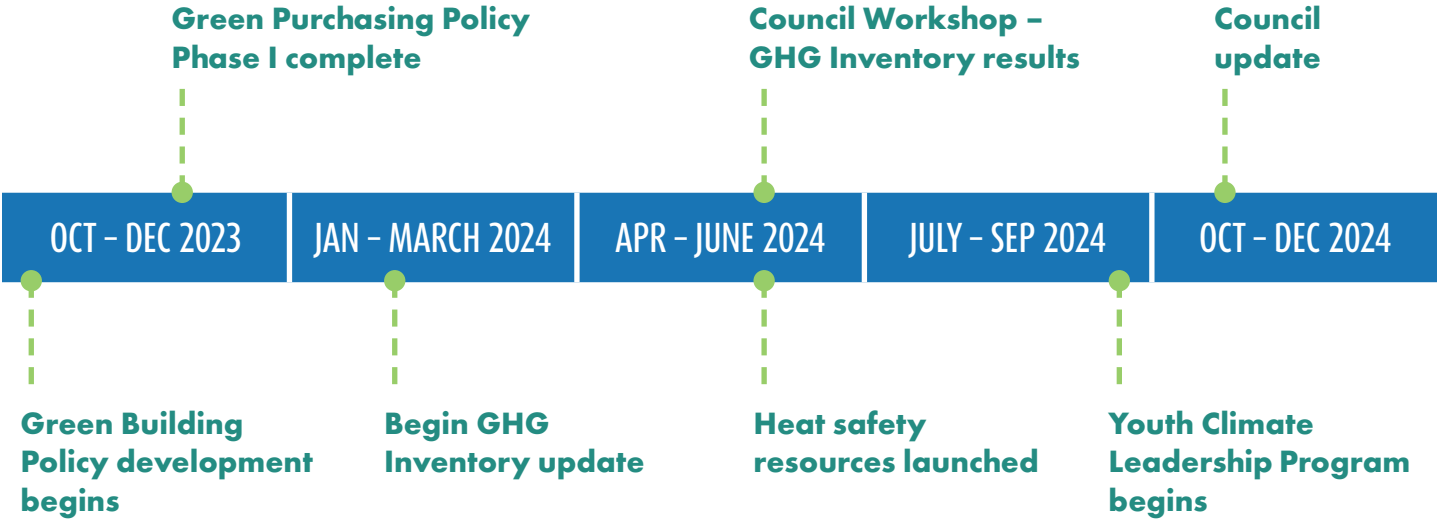 Green Purchasing Policy
Phase I complete
Council Workshop –
GHG Inventory results
Council
update
OCT – DEC 2023
JAN – MARCH 2024
APR – JUNE 2024
JULY – SEP 2024
OCT – DEC 2024
Green Building
Policy development
begins
Begin GHG
Inventory update
Heat safety
resources launched
Youth Climate
Leadership Program
begins